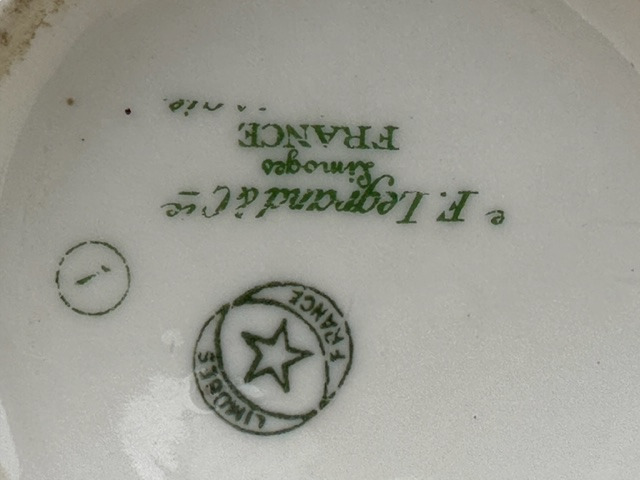 F. Legrand & Cie
Limoges
FRANCE
LIMOGES
FRANCE